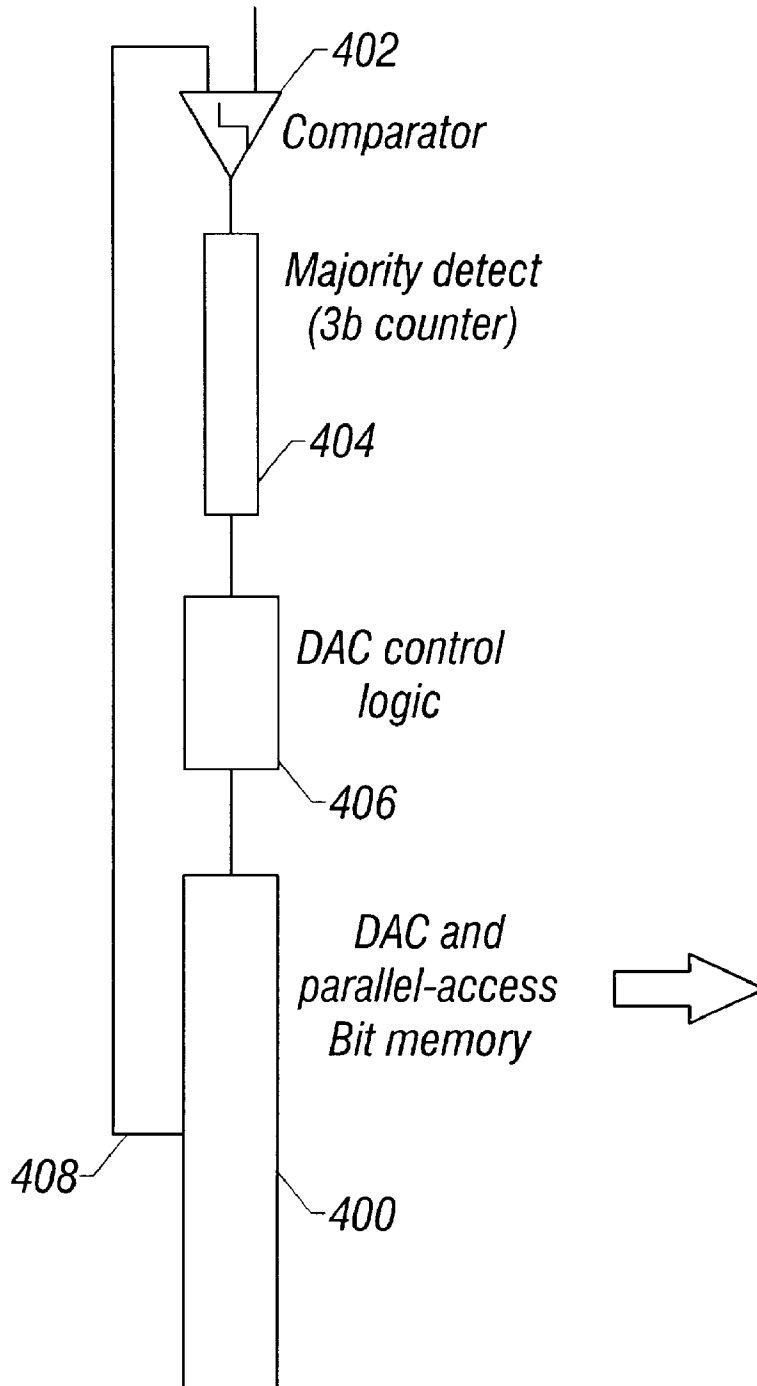 402
Comparator
Majority detect
(3b counter)
404
DAC control
logic
406
DAC and
parallel-access
Bit memory
408
400